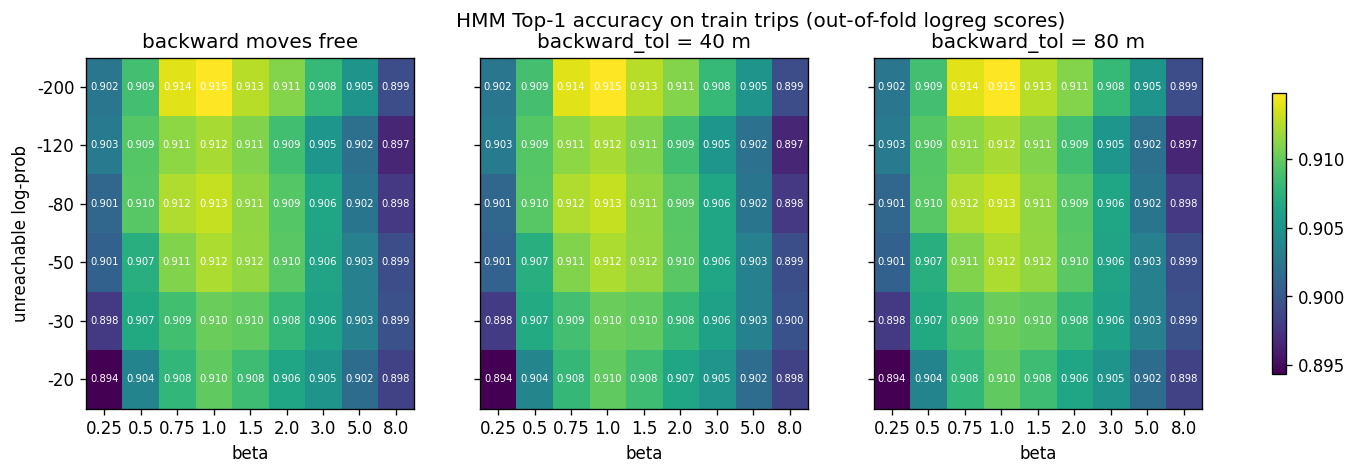 HMM Top-1 accuracy on train trips (out-of-fold logreg scores)
backward moves free backward_tol = 40 m backward_tol = 80 m
-200 0.902 0.909 0.914 0.915 0.913 0.911 0.908 0.905 0.899 0.902 0.909 0.914 0.915 0.913 0.911 0.908 0.905 0.899 0.902 0.909 0.914 0.915 0.913 0.911 0.908 0.905 0.899
-120 0.903 0.909 0.911 0.912 0.911 0.909 0.905 0.902 0.897 0.903 0.909 0.911 0.912 0.911 0.909 0.905 0.902 0.897 0.903 0.909 0.911 0.912 0.911 0.909 0.905 0.902 0.897
0.910
-80 0.901 0.910 0.912 0.913 0.911 0.909 0.906 0.902 0.898 0.901 0.910 0.912 0.913 0.911 0.909 0.906 0.902 0.898 0.901 0.910 0.912 0.913 0.911 0.909 0.906 0.902 0.898
0.905
unreachable log-prob
-50 0.901 0.907 0.911 0.912 0.912 0.910 0.906 0.903 0.899 0.901 0.907 0.911 0.912 0.912 0.910 0.906 0.903 0.899 0.901 0.907 0.911 0.912 0.912 0.910 0.906 0.903 0.899
0.900
-30 0.898 0.907 0.909 0.910 0.910 0.908 0.906 0.903 0.899 0.898 0.907 0.909 0.910 0.910 0.908 0.906 0.903 0.900 0.898 0.907 0.909 0.910 0.910 0.908 0.906 0.903 0.899
0.895
-20 0.894 0.904 0.908 0.910 0.908 0.906 0.905 0.902 0.898 0.894 0.904 0.908 0.910 0.908 0.907 0.905 0.902 0.898 0.894 0.904 0.908 0.910 0.908 0.906 0.905 0.902 0.898
0.25 0.5 0.75 1.0 1.5 2.0 3.0 5.0 8.0 0.25 0.5 0.75 1.0 1.5 2.0 3.0 5.0 8.0 0.25 0.5 0.75 1.0 1.5 2.0 3.0 5.0 8.0
beta beta beta